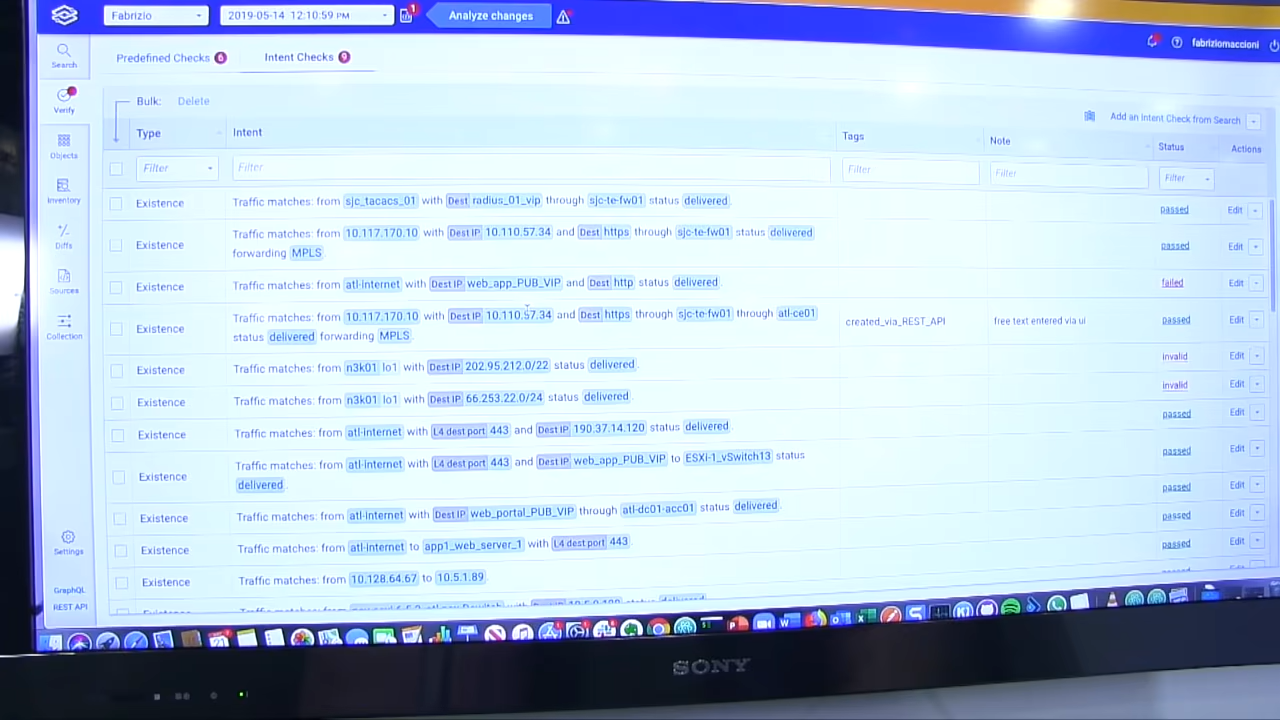 Fabrizio 2019-05-14 12:10:59 PM 1 Analyze changes
fabriziomaccioni
Search Predefined Checks 6 Intent Checks 9
Verify Bulk: Delete Add an Intent Check from Search
Type Intent Tags Note Status Actions
Objects Filter Filter Filter Filter Filter
Inventory
Existence Traffic matches: from sjc_tacacs_01 with Dest radius_01_vip through sjc-te-fw01 status delivered. passed Edit
Diffs Existence Traffic matches: from 10.117.170.10 with Dest IP 10.110.57.34 and Dest https through sjc-te-fw01 status delivered passed Edit
forwarding MPLS.
Sources Existence Traffic matches: from atl-internet with Dest IP web_app_PUB_VIP and Dest http status delivered. failed Edit
Collection Existence Traffic matches: from 10.117.170.10 with Dest IP 10.110.57.34 and Dest https through sjc-te-fw01 through atl-ce01 created_via_REST_API free text entered via ui passed Edit
status delivered forwarding MPLS.
Existence Traffic matches: from n3k01 lo1 with Dest IP 202.95.212.0/22 status delivered. invalid Edit
Existence Traffic matches: from n3k01 lo1 with Dest IP 66.253.22.0/24 status delivered. invalid Edit
Existence Traffic matches: from atl-internet with L4 dest port 443 and Dest IP 190.37.14.120 status delivered. passed Edit
Existence Traffic matches: from atl-internet with L4 dest port 443 and Dest IP web_app_PUB_VIP to ESXi-1_vSwitch13 status passed Edit
delivered.
passed Edit
Existence Traffic matches: from atl-internet with Dest IP web_portal_PUB_VIP through atl-dc01-acc01 status delivered. passed Edit
Existence Traffic matches: from atl-internet to app1_web_server_1 with L4 dest port 443. passed Edit
Existence Traffic matches: from 10.128.64.67 to 10.5.1.89.
Settings
GraphQL
REST API
SONY